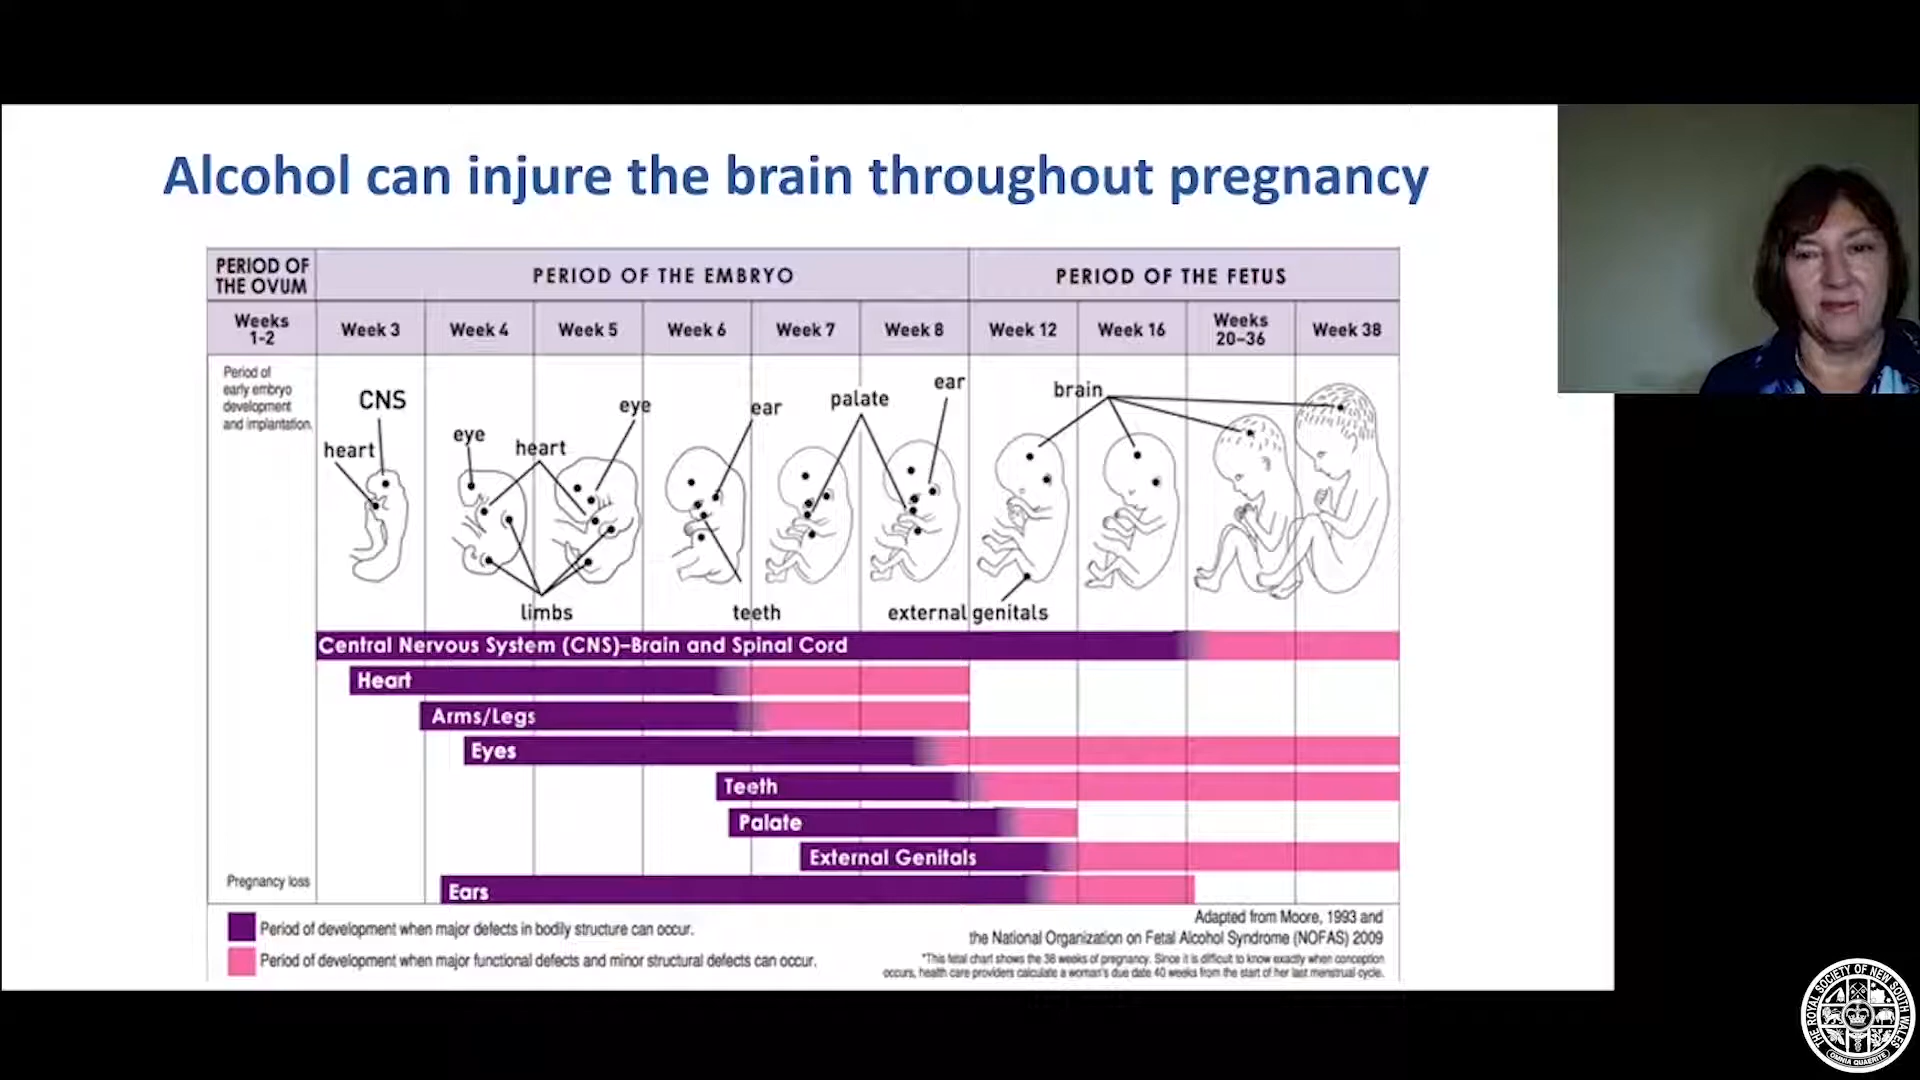 Alcohol can injure the brain throughout pregnancy
PERIOD OF
THE OVUM
PERIOD OF THE EMBRYO
PERIOD OF THE FETUS
Weeks
1-2
Week 3
Week 4
Week 5
Week 6
Week 7
Week 8
Week 12
Week 16
Weeks
20–36
Week 38
Period of
early embryo
development
and implantation.
CNS
heart
eye
heart
eye
limbs
ear
teeth
palate
ear
brain
external genitals
Central Nervous System (CNS)–Brain and Spinal Cord
Heart
Arms/Legs
Eyes
Teeth
Palate
External Genitals
Pregnancy loss
Ears
Period of development when major defects in bodily structure can occur.
Period of development when major functional defects and minor structural defects can occur.
Adapted from Moore, 1993 and
the National Organization on Fetal Alcohol Syndrome (NOFAS) 2009
*This fetal chart shows the 38 weeks of pregnancy. Since it is difficult to know exactly when conception
occurs, health care providers calculate a woman's due date 40 weeks from the start of her last menstrual cycle.
THE ROYAL SOCIETY OF NEW SOUTH WALES
OMNIA QUAERITE